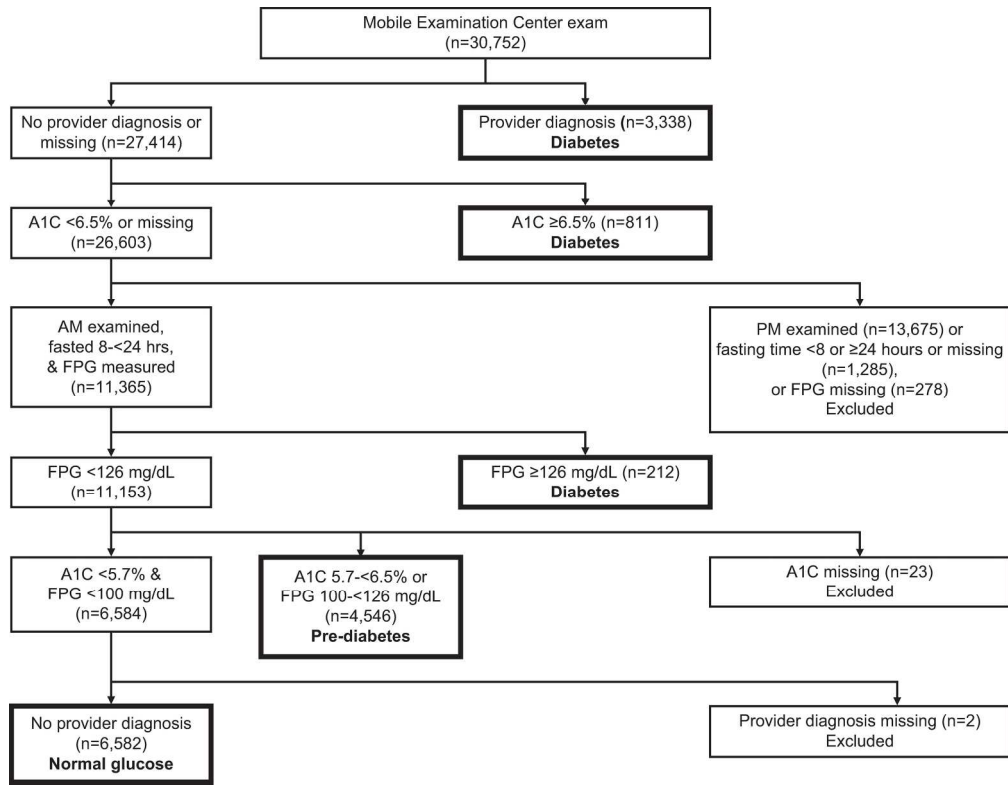 Mobile Examination Center exam
(n=30,752)
No provider diagnosis or
missing (n=27,414)
Provider diagnosis (n=3,338)
Diabetes
A1C <6.5% or missing
(n=26,603)
A1C ≥6.5% (n=811)
Diabetes
AM examined,
fasted 8-<24 hrs,
& FPG measured
(n=11,365)
PM examined (n=13,675) or
fasting time <8 or ≥24 hours or missing
(n=1,285),
or FPG missing (n=278)
Excluded
FPG <126 mg/dL
(n=11,153)
FPG ≥126 mg/dL (n=212)
Diabetes
A1C <5.7% &
FPG <100 mg/dL
(n=6,584)
A1C 5.7-<6.5% or
FPG 100-<126 mg/dL
(n=4,546)
Pre-diabetes
A1C missing (n=23)
Excluded
No provider diagnosis
(n=6,582)
Normal glucose
Provider diagnosis missing (n=2)
Excluded